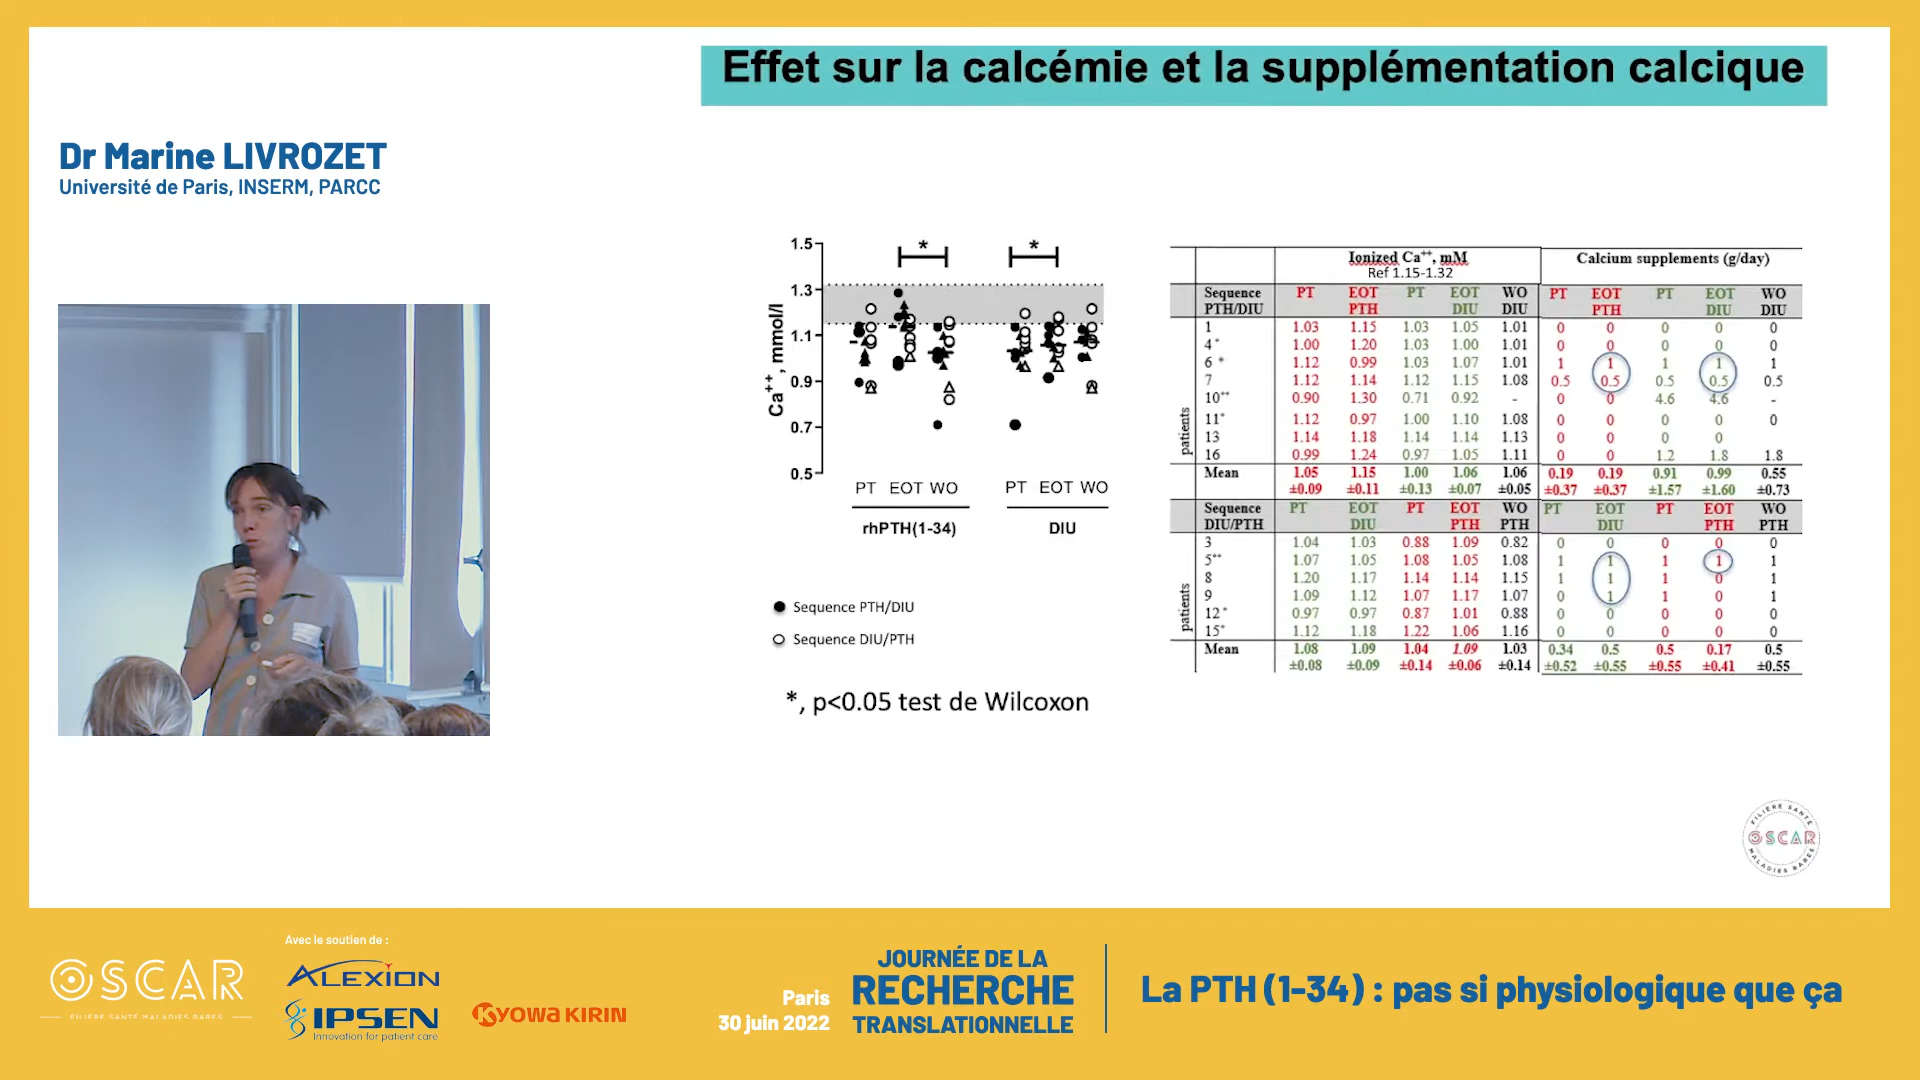 Effet sur la calcémie et la supplémentation calcique
Dr Marine LIVROZET
Université de Paris, INSERM, PARCC
Ca++, mmol/l
1.5
1.3
1.1
0.9
0.7
0.5
* *
PT EOT WO PT EOT WO
rhPTH(1-34) DIU
Sequence PTH/DIU
Sequence DIU/PTH
*, p<0.05 test de Wilcoxon
Ionized Ca++, mM Calcium supplements (g/day)
Ref 1.15-1.32
Sequence PT EOT PT EOT WO PT EOT PT EOT WO
PTH/DIU PTH DIU DIU PTH DIU DIU
patients
1 1.03 1.15 1.03 1.05 1.01 0 0 0 0 0
4* 1.00 1.20 1.03 1.00 1.01 0 0 0 0 0
6 * 1.12 0.99 1.03 1.07 1.01 1 1 1 1 1
7 1.12 1.14 1.12 1.15 1.08 0.5 0.5 0.5 0.5 0.5
10** 0.90 1.30 0.71 0.92 - 0 0 4.6 4.6 -
11* 1.12 0.97 1.00 1.10 1.08 0 0 0 0 0
13 1.14 1.18 1.14 1.14 1.13 0 0 0 0
16 0.99 1.24 0.97 1.05 1.11 0 0 1.2 1.8 1.8
Mean 1.05 1.15 1.00 1.06 1.06 0.19 0.19 0.91 0.99 0.55
±0.09 ±0.11 ±0.13 ±0.07 ±0.05 ±0.37 ±0.37 ±1.57 ±1.60 ±0.73
Sequence PT EOT PT EOT WO PT EOT PT EOT WO
DIU/PTH DIU PTH PTH DIU PTH PTH
patients
3 1.04 1.03 0.88 1.09 0.82 0 0 0 0 0
5** 1.07 1.05 1.08 1.05 1.08 1 1 1 1 1
8 1.20 1.17 1.14 1.14 1.15 1 1 1 0 1
9 1.09 1.12 1.07 1.17 1.07 0 1 1 0 1
12* 0.97 0.97 0.87 1.01 0.88 0 0 0 0 0
15* 1.12 1.18 1.22 1.06 1.16 0 0 0 0 0
Mean 1.08 1.09 1.04 1.09 1.03 0.34 0.5 0.5 0.17 0.5
±0.08 ±0.09 ±0.14 ±0.06 ±0.14 ±0.52 ±0.55 ±0.55 ±0.41 ±0.55
FILIERE SANTÉ
OSCAR
MALADIES RARES
OSCAR
FILIERE SANTÉ MALADIES RARES
Avec le soutien de :
ALEXION
IPSEN
Innovation for patient care
KYOWA KIRIN
Paris
30 juin 2022
JOURNÉE DE LA
RECHERCHE
TRANSLATIONNELLE
La PTH (1-34) : pas si physiologique que ça